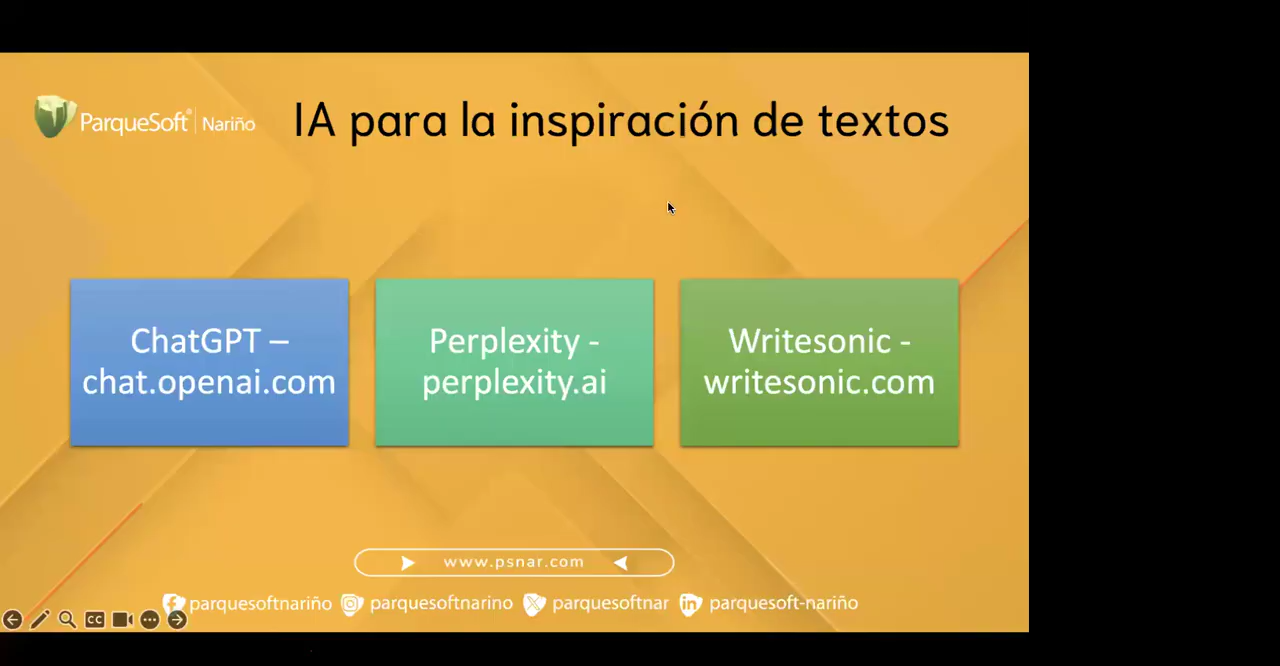 ParqueSoft® | Nariño
IA para la inspiración de textos
ChatGPT –
chat.openai.com
Perplexity -
perplexity.ai
Writesonic -
writesonic.com
www.psnar.com
parquesoftnariño parquesoftnarino parquesoftnar parquesoft-nariño
CC